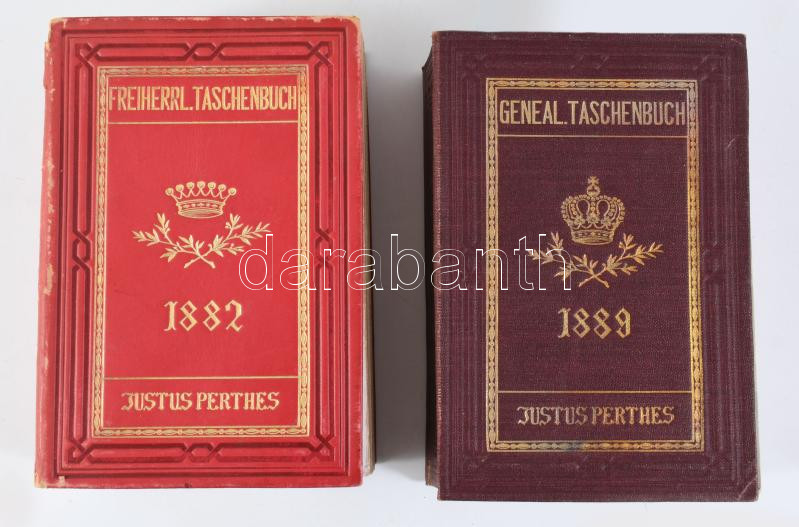 FREIHERRL. TASCHENBUCH
1882
JUSTUS PERTHES
GENEAL. TASCHENBUCH
1889
JUSTUS PERTHES
darabanth